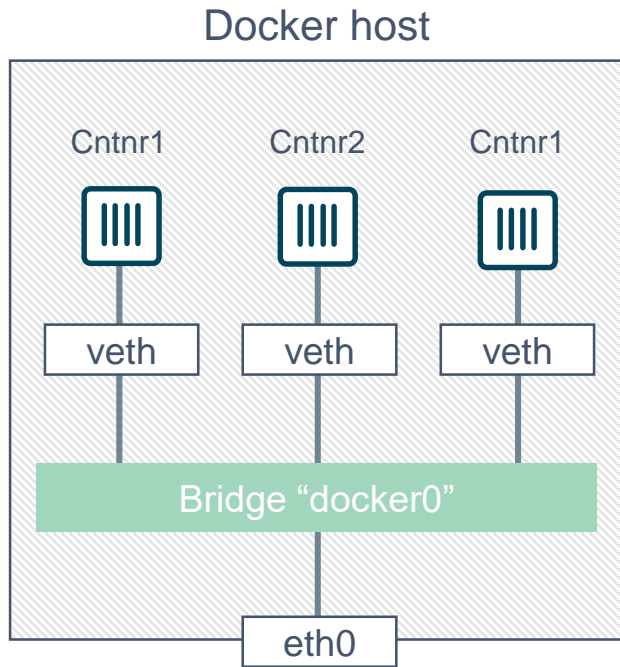 Docker host
Cntnr1 Cntnr2 Cntnr1
veth veth veth
Bridge “docker0”
eth0